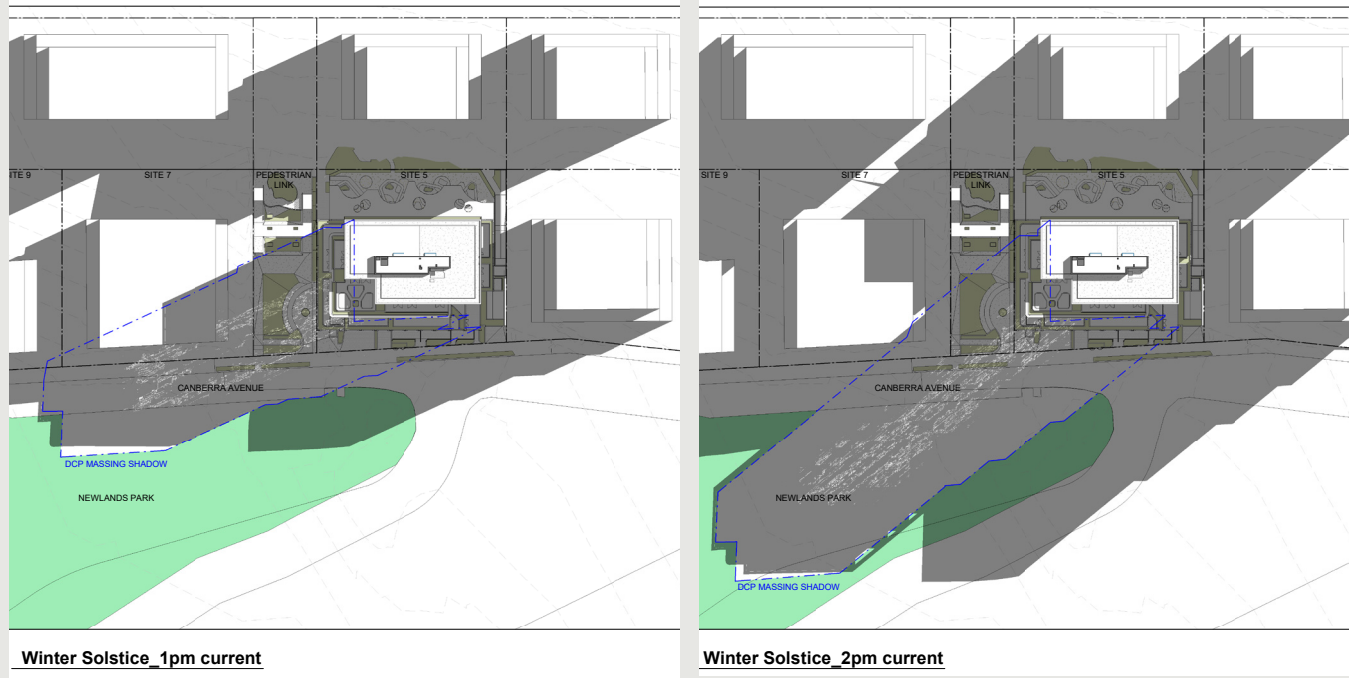 ITE 9
SITE 7
PEDESTRIAN
LINK
SITE 5
CANBERRA AVENUE
DCP MASSING SHADOW
NEWLANDS PARK
Winter Solstice_1pm current
SITE 9
SITE 7
PEDESTRIAN
LINK
SITE 5
CANBERRA AVENUE
NEWLANDS PARK
DCP MASSING SHADOW
Winter Solstice_2pm current